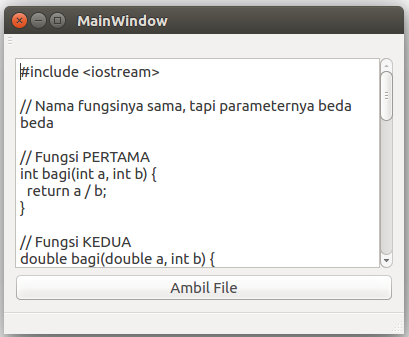 MainWindow
#include <iostream>
// Nama fungsinya sama, tapi parameternya beda
beda
// Fungsi PERTAMA
int bagi(int a, int b) {
  return a / b;
}
// Fungsi KEDUA
double bagi(double a, int b) {
Ambil File